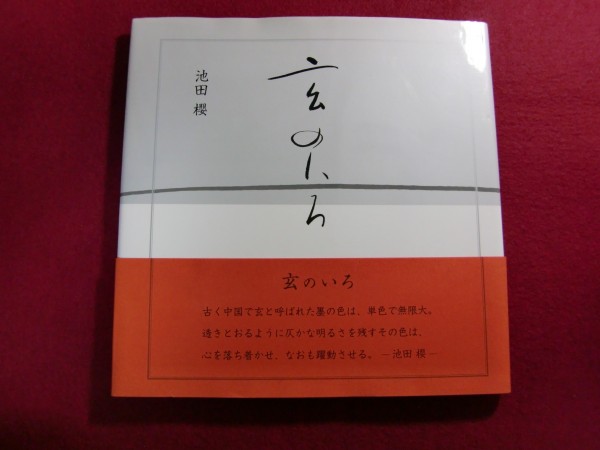 玄のいろ
池田 櫻
玄のいろ
古く中国で玄と呼ばれた墨の色は、単色で無限大。
透きとおるように仄かな明るさを残すその色は、
心を落ち着かせ、なおも躍動させる。 ―池田 櫻―